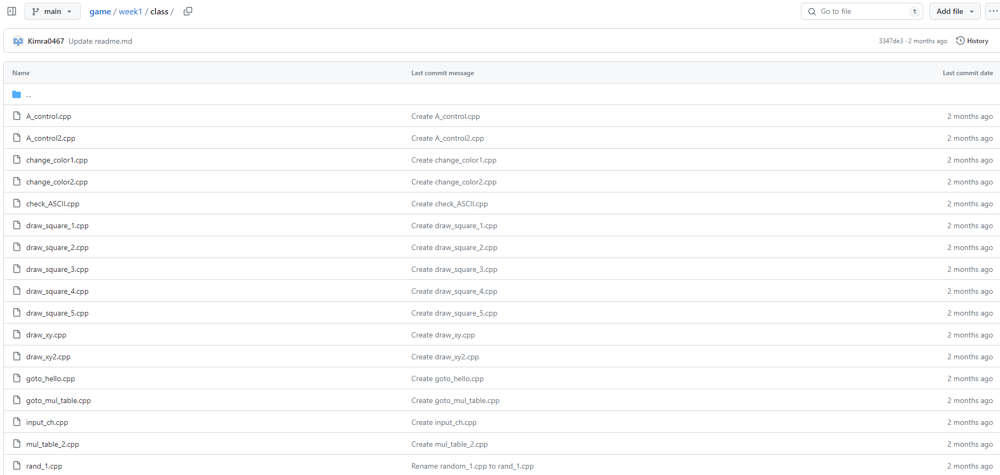 main game / week1 / class / Go to file t Add file ...
Kimra0467 Update readme.md 3347de3 · 2 months ago History
Name Last commit message Last commit date
..
A_control.cpp Create A_control.cpp 2 months ago
A_control2.cpp Create A_control2.cpp 2 months ago
change_color1.cpp Create change_color1.cpp 2 months ago
change_color2.cpp Create change_color2.cpp 2 months ago
check_ASCII.cpp Create check_ASCII.cpp 2 months ago
draw_square_1.cpp Create draw_square_1.cpp 2 months ago
draw_square_2.cpp Create draw_square_2.cpp 2 months ago
draw_square_3.cpp Create draw_square_3.cpp 2 months ago
draw_square_4.cpp Create draw_square_4.cpp 2 months ago
draw_square_5.cpp Create draw_square_5.cpp 2 months ago
draw_xy.cpp Create draw_xy.cpp 2 months ago
draw_xy2.cpp Create draw_xy2.cpp 2 months ago
goto_hello.cpp Create goto_hello.cpp 2 months ago
goto_mul_table.cpp Create goto_mul_table.cpp 2 months ago
input_ch.cpp Create input_ch.cpp 2 months ago
mul_table_2.cpp Create mul_table_2.cpp 2 months ago
rand_1.cpp Rename random_1.cpp to rand_1.cpp 2 months ago